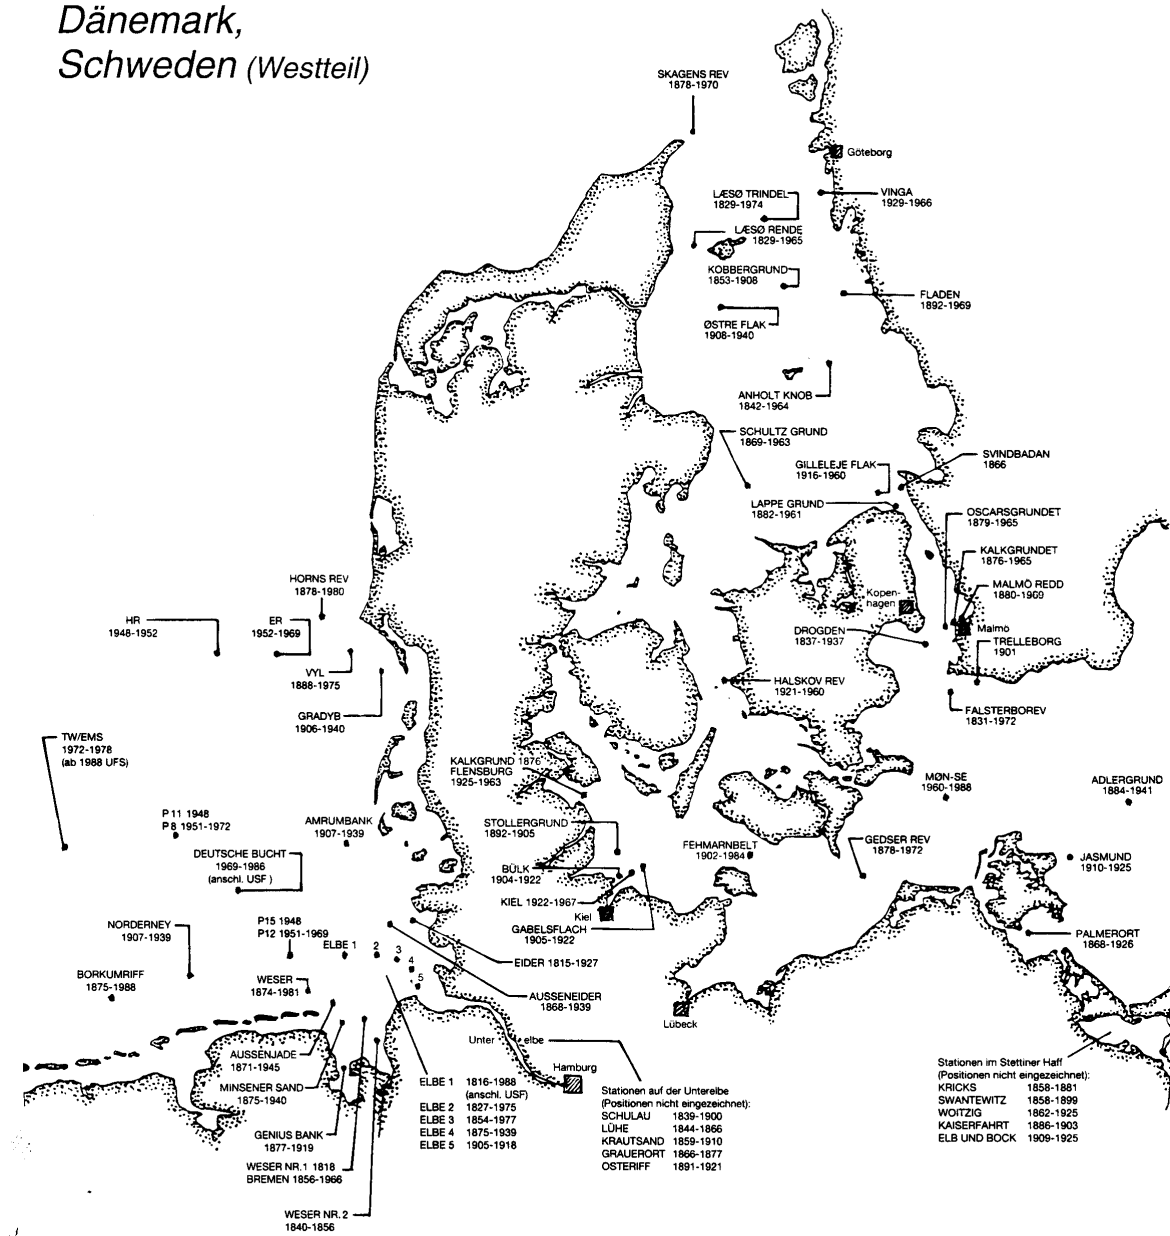 Dänemark,
Schweden (Westteil)
SKAGENS REV
1878-1970
Göteborg
LÆSØ TRINDEL
1829-1974
VINGA
1929-1966
LÆSØ RENDE
1829-1965
KOBBERGRUND
1853-1908
FLADEN
1892-1969
ØSTRE FLAK
1908-1940
ANHOLT KNOB
1842-1964
SCHULTZ GRUND
1869-1963
SVINDBADAN
1866
GILLELEJE FLAK
1916-1960
LAPPE GRUND
1882-1961
OSCARSGRUNDET
1879-1965
KALKGRUNDET
1876-1965
HORNS REV
1878-1980
MALMÖ REDD
1880-1969
Kopen-
hagen
HR
1948-1952
ER
1952-1969
Malmö
DROGDEN
1837-1937
TRELLEBORG
1901
VYL
1888-1975
HALSKOV REV
1921-1960
GRADYB
1906-1940
FALSTERBOREV
1831-1972
TW/EMS
1972-1978
(ab 1988 UFS)
KALKGRUND 1876
FLENSBURG
1925-1963
MØN-SE
1960-1988
ADLERGRUND
1884-1941
P 11 1948
P 8 1951-1972
AMRUMBANK
1907-1939
STOLLERGRUND
1892-1905
FEHMARNBELT
1902-1984
GEDSER REV
1878-1972
DEUTSCHE BUCHT
1969-1986
(anschl. USF )
JASMUND
1910-1925
BÜLK
1904-1922
KIEL 1922-1967
Kiel
GABELSFLACH
1905-1922
NORDERNEY
1907-1939
P15 1948
P12 1951-1969
PALMERORT
1868-1926
ELBE 1
2
3
4
5
EIDER 1815-1927
BORKUMRIFF
1875-1988
WESER
1874-1981
AUSSENEIDER
1868-1939
Lübeck
Unter elbe
AUSSENJADE
1871-1945
Hamburg
MINSENER SAND
1875-1940
ELBE 1 1816-1988
(anschl. USF)
ELBE 2 1827-1975
ELBE 3 1854-1977
ELBE 4 1875-1939
ELBE 5 1905-1918
Stationen auf der Unterelbe
(Positionen nicht eingezeichnet):
SCHULAU 1839-1900
LÜHE 1844-1866
KRAUTSAND 1859-1910
GRAUERORT 1866-1877
OSTERIFF 1891-1921
Stationen im Stettiner Haff
(Positionen nicht eingezeichnet):
KRICKS 1858-1881
SWANTEWITZ 1858-1899
WOITZIG 1862-1925
KAISERFAHRT 1886-1903
ELB UND BOCK 1909-1925
GENIUS BANK
1877-1919
WESER NR.1 1818
BREMEN 1856-1966
WESER NR. 2
1840-1856